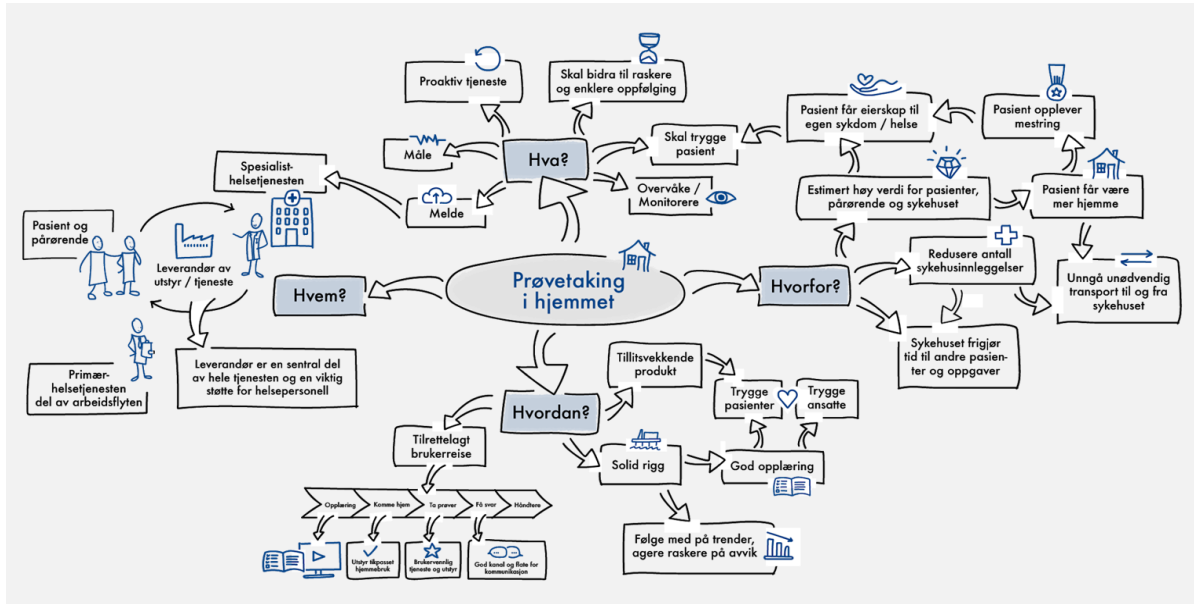 Proaktiv tjeneste
Skal bidra til raskere
og enklere oppfølging
Måle
Hva?
Skal trygge
pasient
Melde
Overvåke /
Monitorere
Pasient får eierskap til
egen sykdom / helse
Pasient opplever
mestring
Estimert høy verdi for pasienter,
pårørende og sykehuset
Pasient får være
mer hjemme
Spesialist-
helsetjenesten
Pasient og
pårørende
Leverandør av
utstyr / tjeneste
Hvem?
Prøvetaking
i hjemmet
Hvorfor?
Redusere antall
sykehusinnleggelser
Unngå unødvendig
transport til og fra
sykehuset
Sykehuset frigjør
tid til andre pasien-
ter og oppgaver
Primær-
helsetjenesten
del av arbeidsflyten
Leverandør er en sentral del
av hele tjenesten og en viktig
støtte for helsepersonell
Hvordan?
Tillitsvekkende
produkt
Trygge
pasienter
Trygge
ansatte
Tilrettelagt
brukerreise
Solid rigg
God opplæring
Opplæring
Komme hjem
Ta prøver
Få svar
Håndtere
Utstyr tilpasset
hjemmebruk
Brukervennlig
tjeneste og utstyr
God kanal og flate for
kommunikasjon
Følge med på trender,
agere raskere på avvik